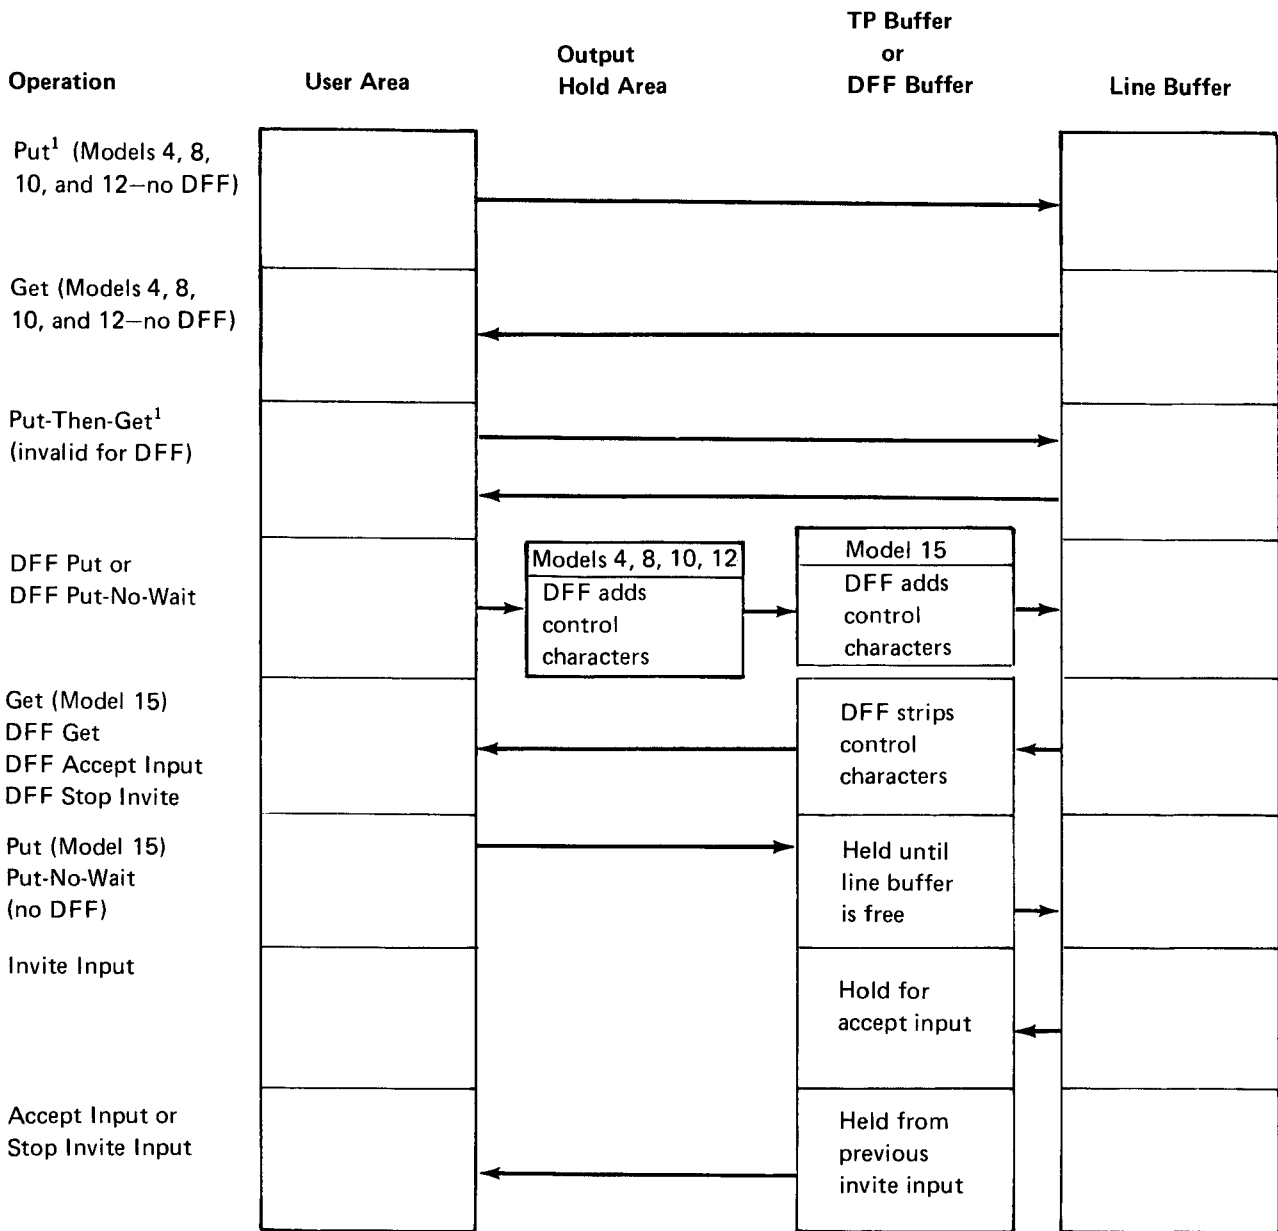 TP Buffer
or
DFF Buffer
Output
Hold Area
Operation
User Area
Line Buffer
Put¹ (Models 4, 8,
10, and 12—no DFF)
Get (Models 4, 8,
10, and 12—no DFF)
Put-Then-Get¹
(invalid for DFF)
DFF Put or
DFF Put-No-Wait
Models 4, 8, 10, 12
DFF adds
control
characters
Model 15
DFF adds
control
characters
Get (Model 15)
DFF Get
DFF Accept Input
DFF Stop Invite
DFF strips
control
characters
Put (Model 15)
Put-No-Wait
(no DFF)
Held until
line buffer
is free
Invite Input
Hold for
accept input
Accept Input or
Stop Invite Input
Held from
previous
invite input